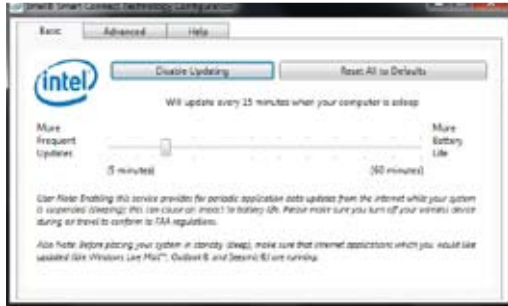 Intel® Smart Connect Technology Configuration
Basic Advanced Help
intel
Disable Updating Reset All to Defaults
Will update every 15 minutes when your computer is asleep
More Frequent Updates
More Battery Life
(5 minutes) (60 minutes)
User Note: Enabling this service provides for periodic application data updates from the internet while your system
is suspended (sleeping); this can cause an impact to battery life. Please make sure you turn off your wireless device
during air travel to conform to FAA regulations.
Also Note: Before placing your system in standby (sleep), make sure that internet applications which you would like
updated (like Windows Live Mail™, Outlook® and Seesmic®) are running.